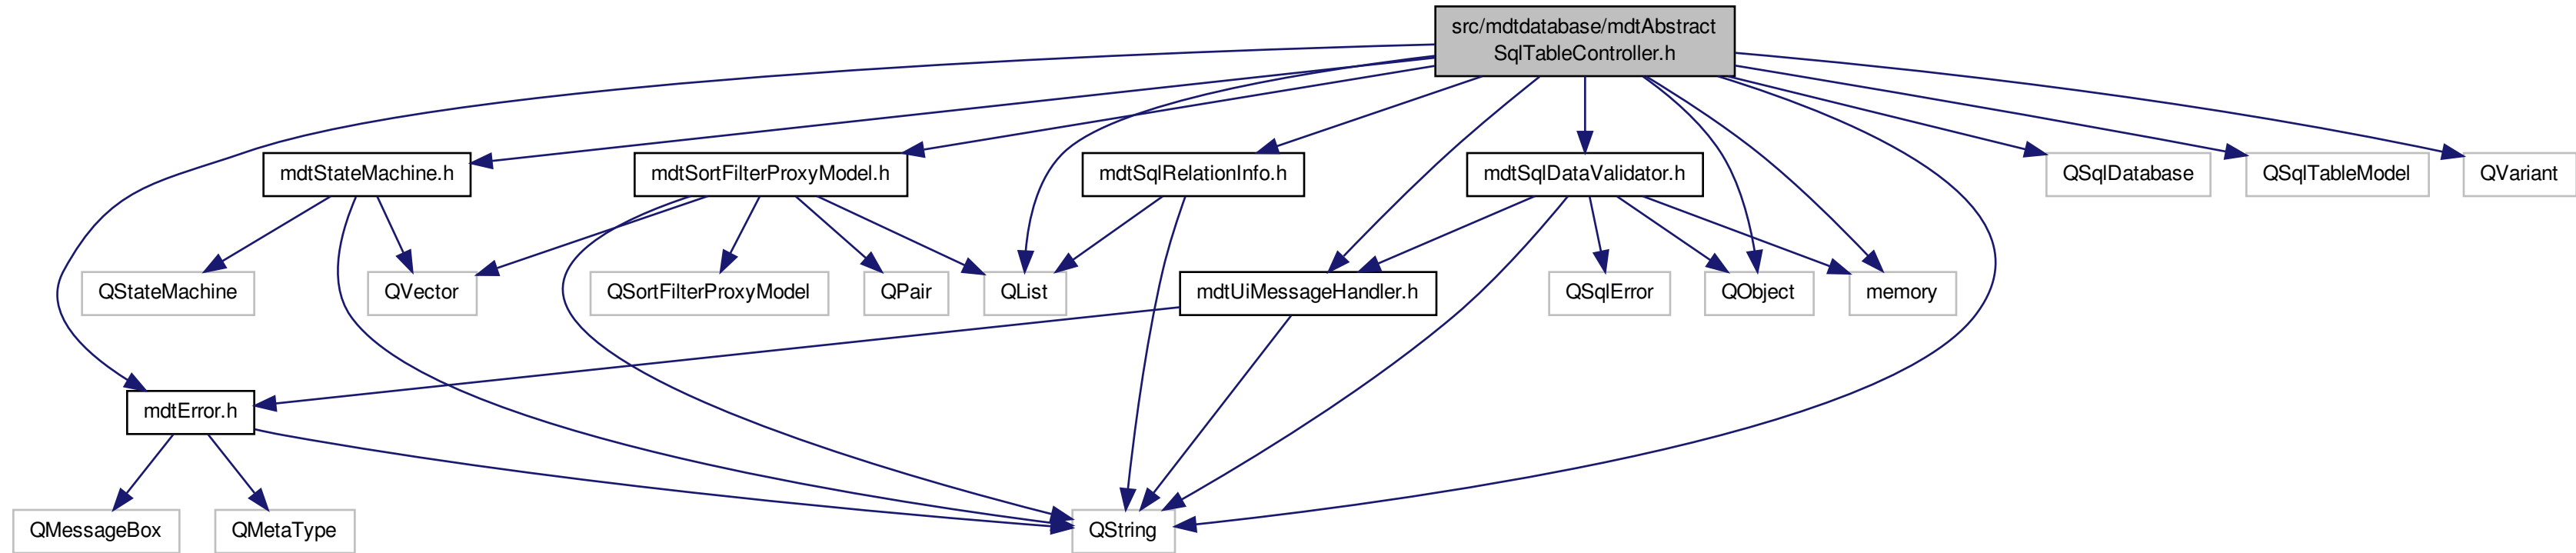 src/mdtdatabase/mdtAbstract
SqlTableController.h
mdtStateMachine.h
mdtSortFilterProxyModel.h
mdtSqlRelationInfo.h
mdtSqlDataValidator.h
QSqlDatabase
QSqlTableModel
QVariant
QStateMachine
QVector
QSortFilterProxyModel
QPair
QList
mdtUiMessageHandler.h
QSqlError
QObject
memory
mdtError.h
QMessageBox
QMetaType
QString